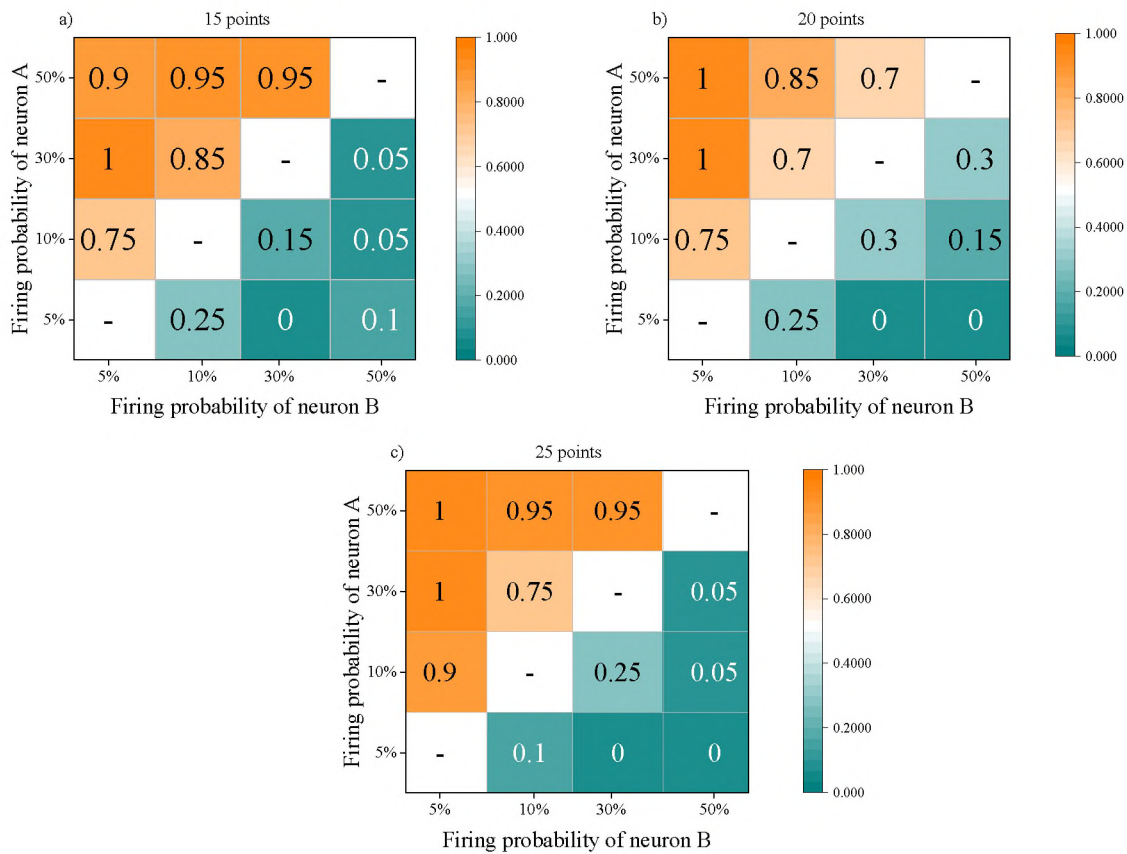 a) 15 points
Firing probability of neuron A
50% 0.9 0.95 0.95 -
30% 1 0.85 - 0.05
10% 0.75 - 0.15 0.05
5% - 0.25 0 0.1
5% 10% 30% 50%
Firing probability of neuron B
1.000
0.8000
0.6000
0.4000
0.2000
0.000
b) 20 points
Firing probability of neuron A
50% 1 0.85 0.7 -
30% 1 0.7 - 0.3
10% 0.75 - 0.3 0.15
5% - 0.25 0 0
5% 10% 30% 50%
Firing probability of neuron B
1.000
0.8000
0.6000
0.4000
0.2000
0.000
c) 25 points
Firing probability of neuron A
50% 1 0.95 0.95 -
30% 1 0.75 - 0.05
10% 0.9 - 0.25 0.05
5% - 0.1 0 0
5% 10% 30% 50%
Firing probability of neuron B
1.000
0.8000
0.6000
0.4000
0.2000
0.000